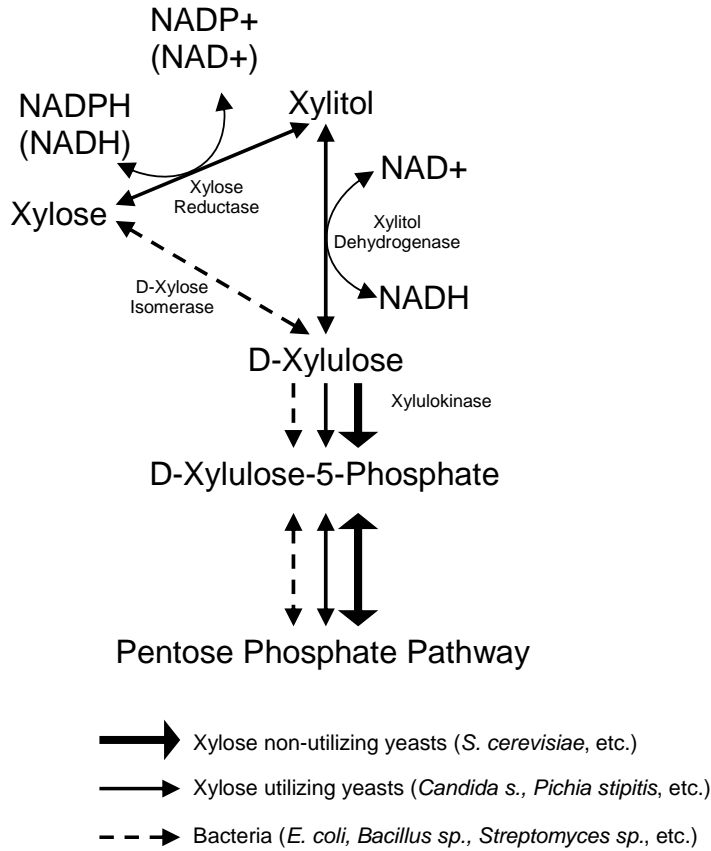 NADP+
(NAD+)
Xylitol
NADPH
(NADH)
NAD+
Xylose
Reductase
Xylose
Xylitol
Dehydrogenase
D-Xylose
Isomerase
NADH
D-Xylulose
Xylulokinase
D-Xylulose-5-Phosphate
Pentose Phosphate Pathway
Xylose non-utilizing yeasts (S. cerevisiae, etc.)
Xylose utilizing yeasts (Candida s., Pichia stipitis, etc.)
Bacteria (E. coli, Bacillus sp., Streptomyces sp., etc.)